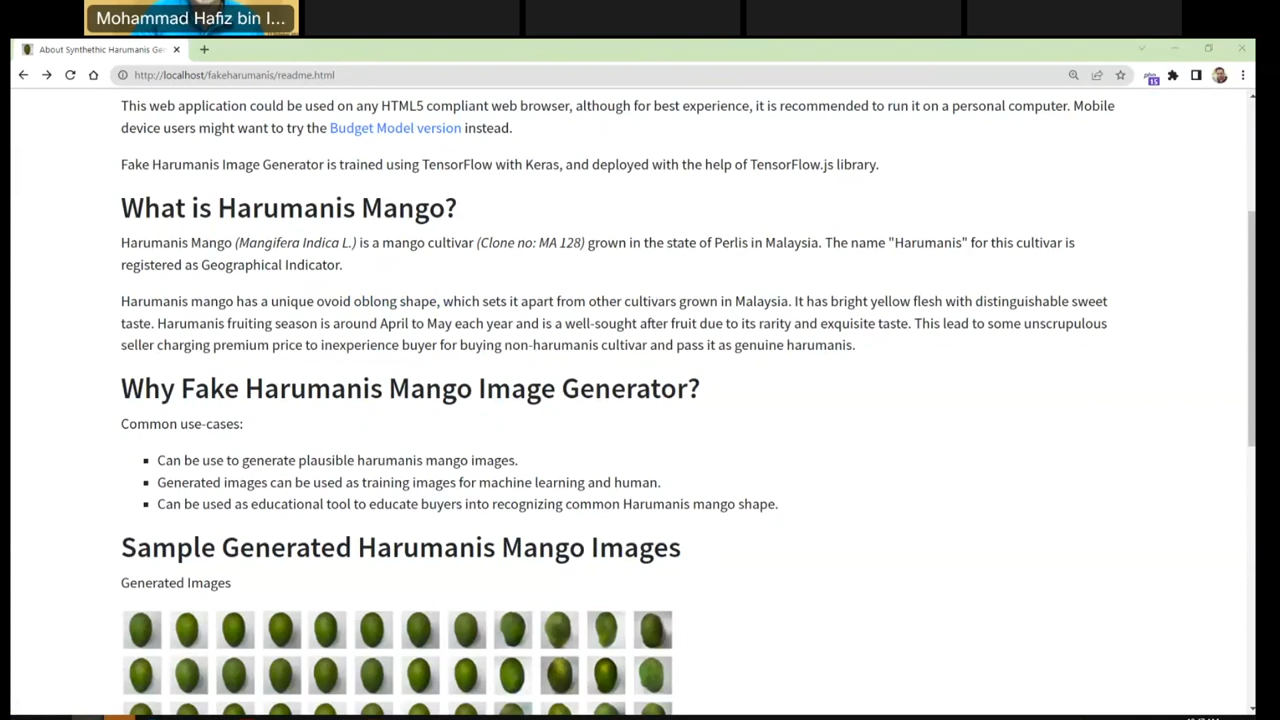 Mohammad Hafiz bin I...
About Synthethic Harumanis Ge
http://localhost/fakeharumanis/readme.html
15
This web application could be used on any HTML5 compliant web browser, although for best experience, it is recommended to run it on a personal computer. Mobile
device users might want to try the Budget Model version instead.
Fake Harumanis Image Generator is trained using TensorFlow with Keras, and deployed with the help of TensorFlow.js library.
What is Harumanis Mango?
Harumanis Mango (Mangifera Indica L.) is a mango cultivar (Clone no: MA 128) grown in the state of Perlis in Malaysia. The name "Harumanis" for this cultivar is
registered as Geographical Indicator.
Harumanis mango has a unique ovoid oblong shape, which sets it apart from other cultivars grown in Malaysia. It has bright yellow flesh with distinguishable sweet
taste. Harumanis fruiting season is around April to May each year and is a well-sought after fruit due to its rarity and exquisite taste. This lead to some unscrupulous
seller charging premium price to inexperience buyer for buying non-harumanis cultivar and pass it as genuine harumanis.
Why Fake Harumanis Mango Image Generator?
Common use-cases:
Can be use to generate plausible harumanis mango images.
Generated images can be used as training images for machine learning and human.
Can be used as educational tool to educate buyers into recognizing common Harumanis mango shape.
Sample Generated Harumanis Mango Images
Generated Images